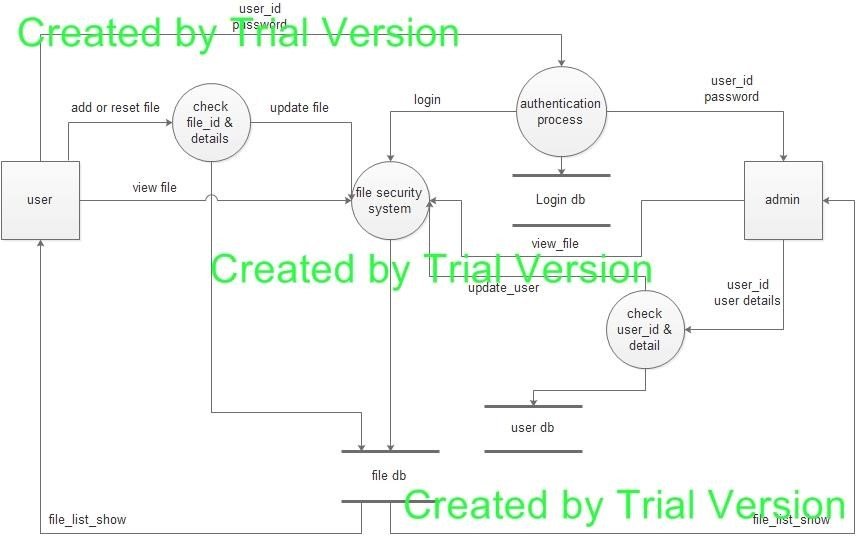 user_id
password
Created by Trial Version
user_id
password
add or reset file
check
file_id &
details
update file
login
authentication
process
user
view file
file security
system
Login db
admin
view_file
Created by Trial Version
update_user
user_id
user details
check
user_id &
detail
user db
file db
Created by Trial Version
file_list_show
file_list_show